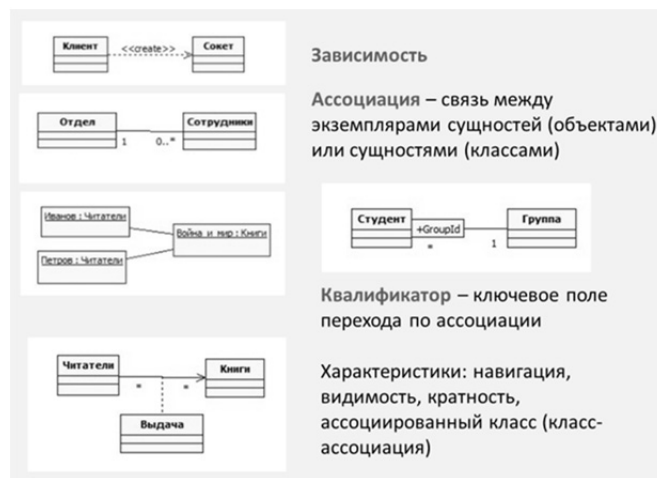 Клиент <<create>> Сокет
Зависимость
Отдел Сотрудники
1 0..*
Ассоциация – связь между
экземплярами сущностей (объектами)
или сущностями (классами)
Иванов : Читатели
Война и мир : Книги
Петров : Читатели
Студент Группа
+GroupId
* 1
Квалификатор – ключевое поле
перехода по ассоциации
Читатели Книги
* *
Выдача
Характеристики: навигация,
видимость, кратность,
ассоциированный класс (класс-
ассоциация)